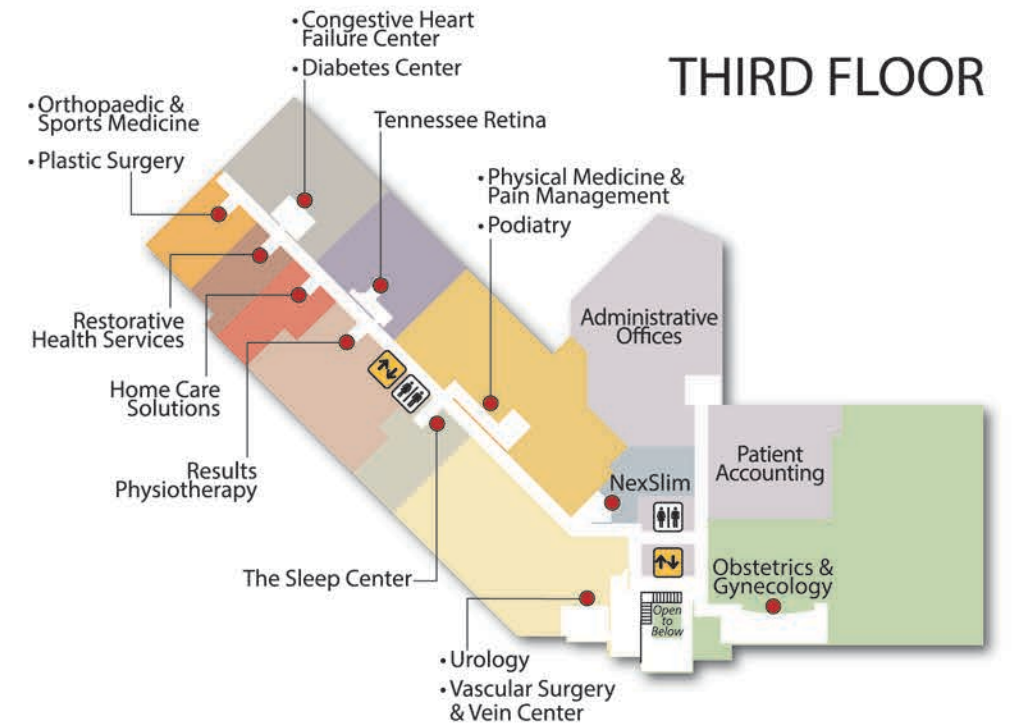 THIRD FLOOR
•Congestive Heart
Failure Center
•Diabetes Center
•Orthopaedic &
Sports Medicine
•Plastic Surgery
Tennessee Retina
•Physical Medicine &
Pain Management
•Podiatry
Administrative
Offices
Restorative
Health Services
Home Care
Solutions
Results
Physiotherapy
Patient
Accounting
NexSlim
The Sleep Center
Obstetrics &
Gynecology
Open
to
Below
•Urology
•Vascular Surgery
& Vein Center